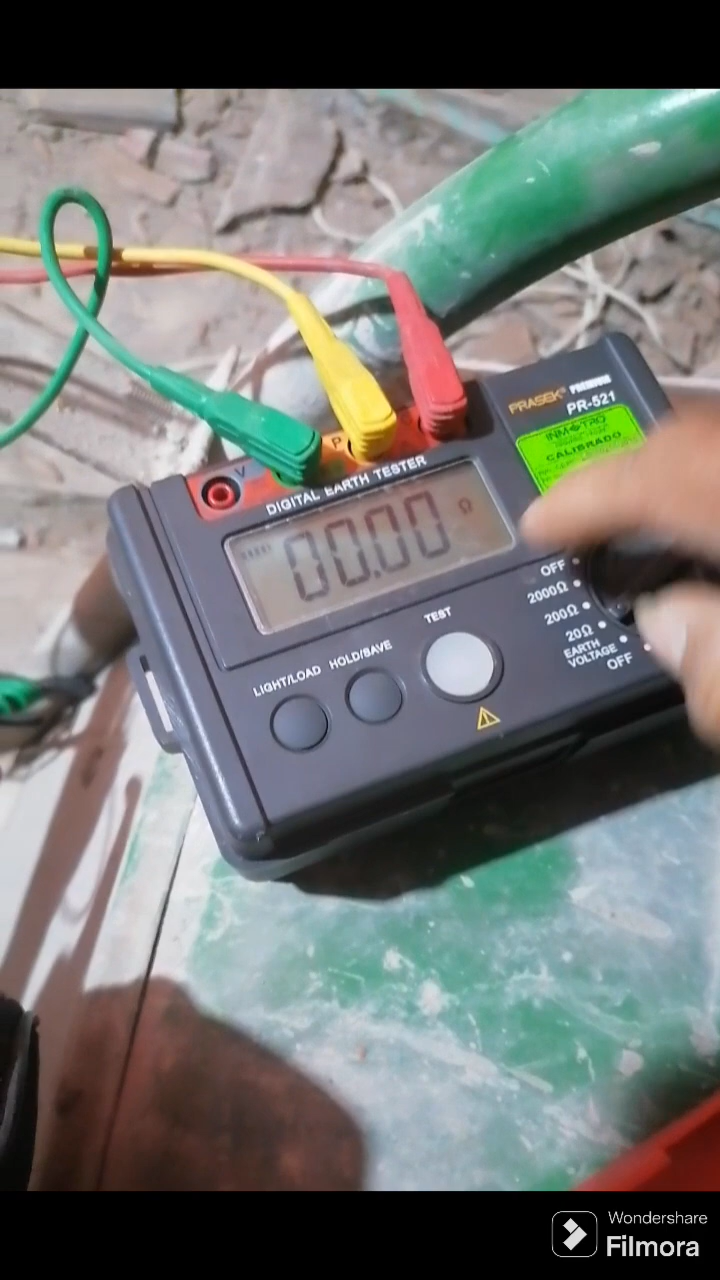 PRASEK® PREMIUM
PR-521
INMOTRO
CALIBRADO
V
P
DIGITAL EARTH TESTER
00.00 Ω
OFF
2000Ω
200Ω
20Ω
EARTH
VOLTAGE
OFF
TEST
LIGHT/LOAD HOLD/SAVE
Wondershare
Filmora